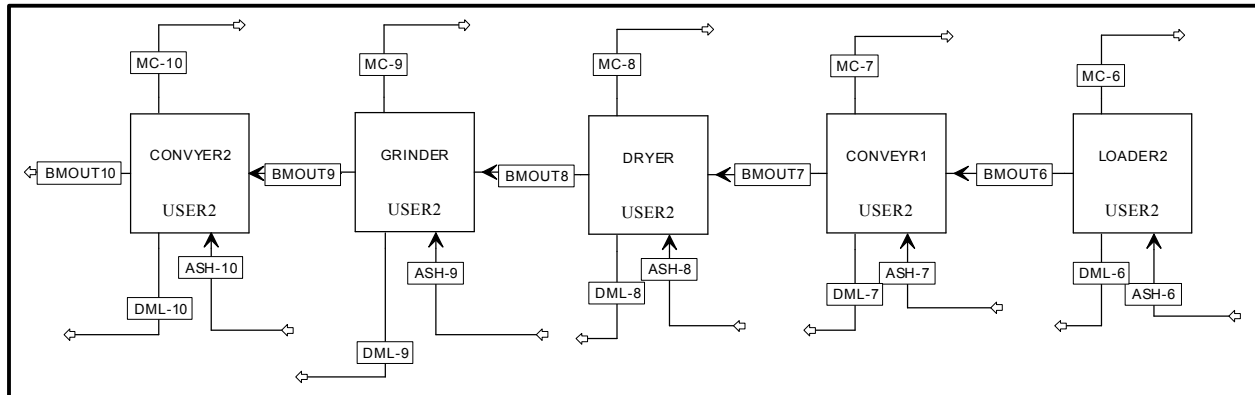 MC-10
MC-9
MC-8
MC-7
MC-6
CONVYER2
GRINDER
DRYER
CONVEYR1
LOADER2
BMOUT10
BMOUT9
BMOUT8
BMOUT7
BMOUT6
USER2
USER2
USER2
USER2
USER2
ASH-10
ASH-9
ASH-8
ASH-7
ASH-6
DML-10
DML-9
DML-8
DML-7
DML-6